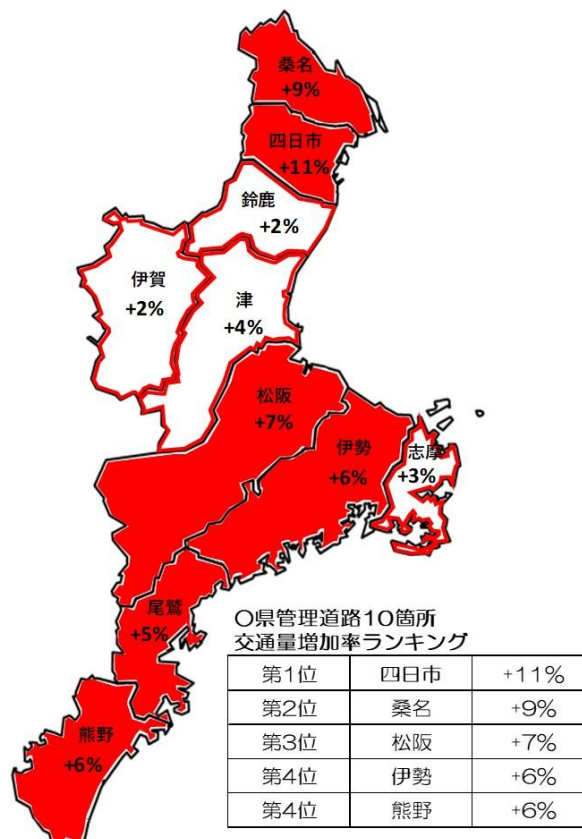 桑名
+9%
四日市
+11%
鈴鹿
+2%
伊賀
+2%
津
+4%
松阪
+7%
伊勢
+6%
志摩
+3%
尾鷲
+5%
熊野
+6%
○県管理道路10箇所
交通量増加率ランキング
第1位 四日市 +11%
第2位 桑名 +9%
第3位 松阪 +7%
第4位 伊勢 +6%
第4位 熊野 +6%